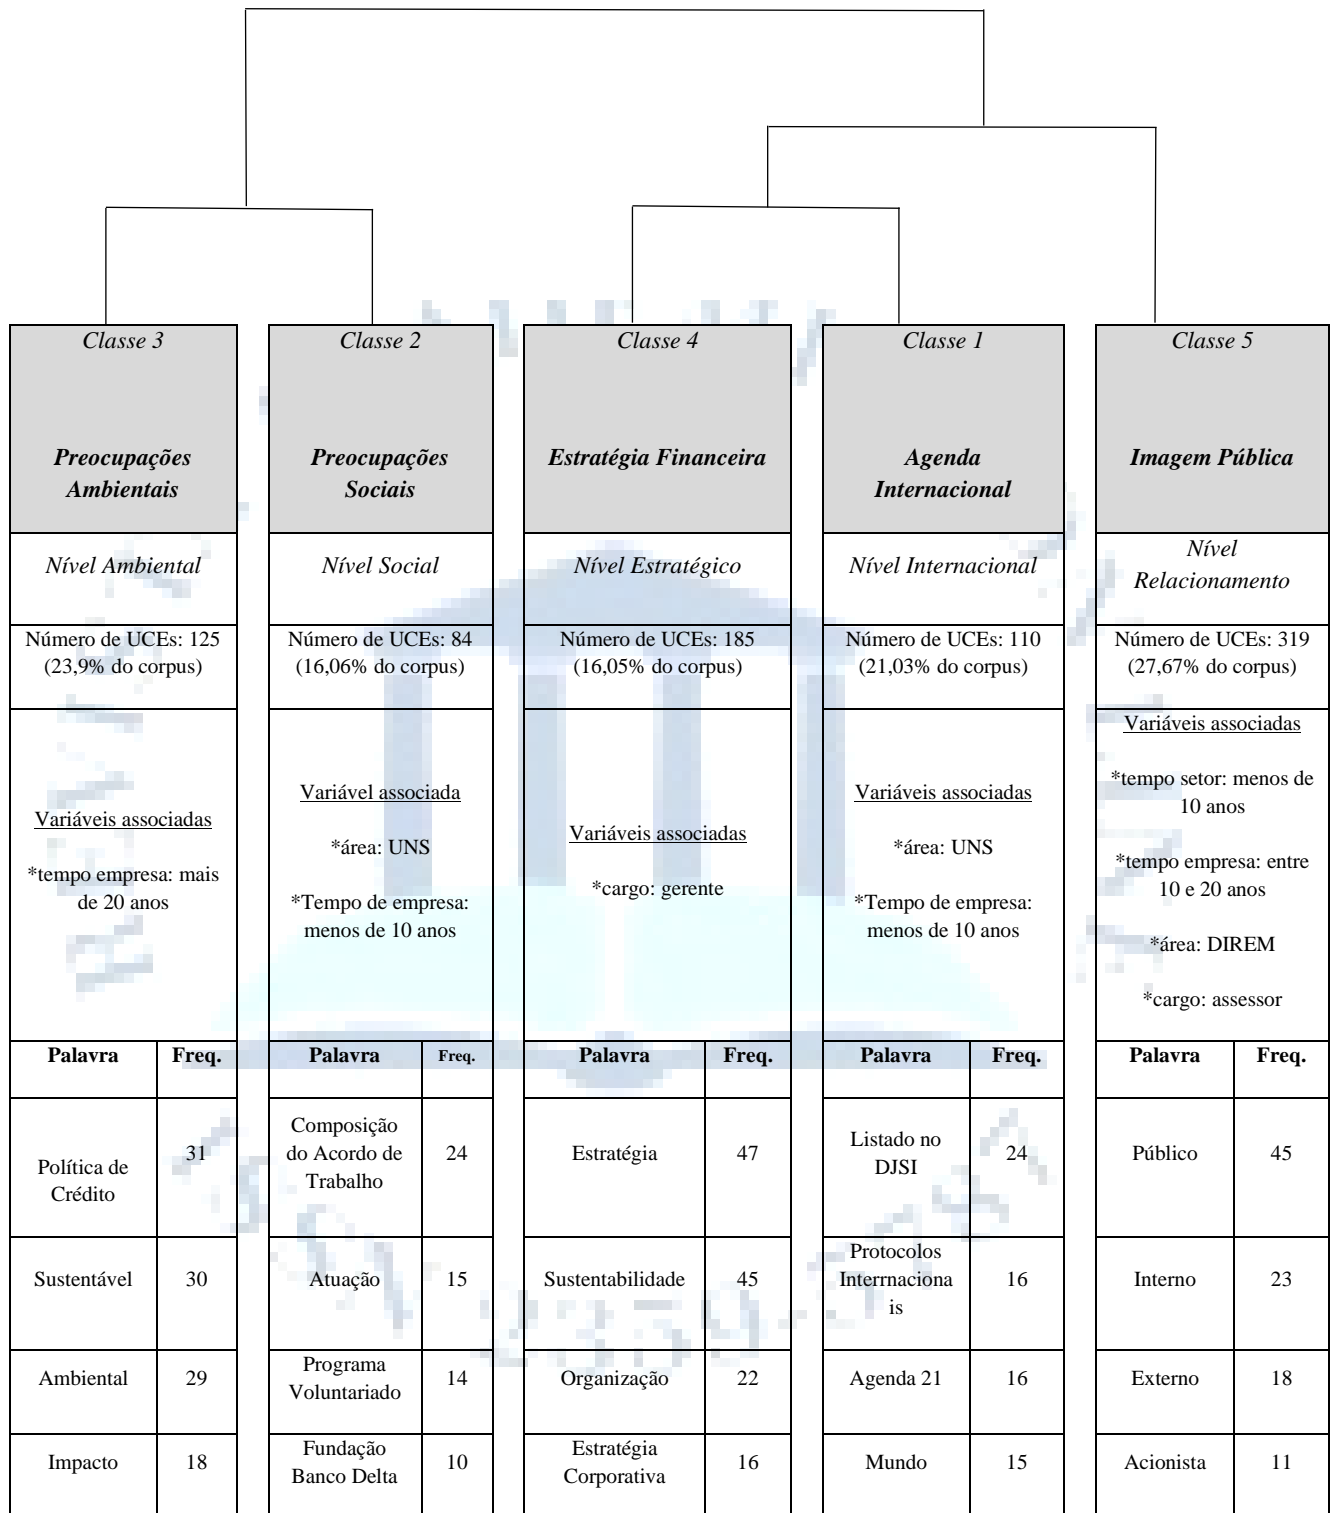 Classe 3
Preocupações
Ambientais
Nível Ambiental
Número de UCEs: 125
(23,9% do corpus)
Variáveis associadas
*tempo empresa: mais
de 20 anos
Palavra Freq.
Política de
Crédito
31
Sustentável 30
Ambiental 29
Impacto 18
Classe 2
Preocupações
Sociais
Nível Social
Número de UCEs: 84
(16,06% do corpus)
Variável associada
*área: UNS
*Tempo de empresa:
menos de 10 anos
Palavra Freq.
Composição
do Acordo de
Trabalho
24
Atuação 15
Programa
Voluntariado
14
Fundação
Banco Delta
10
Classe 4
Estratégia Financeira
Nível Estratégico
Número de UCEs: 185
(16,05% do corpus)
Variáveis associadas
*cargo: gerente
Palavra Freq.
Estratégia 47
Sustentabilidade 45
Organização 22
Estratégia
Corporativa
16
Classe 1
Agenda
Internacional
Nível Internacional
Número de UCEs: 110
(21,03% do corpus)
Variáveis associadas
*área: UNS
*Tempo de empresa:
menos de 10 anos
Palavra Freq.
Listado no
DJSI
24
Protocolos
Interrnaciona
is
16
Agenda 21 16
Mundo 15
Classe 5
Imagem Pública
Nível
Relacionamento
Número de UCEs: 319
(27,67% do corpus)
Variáveis associadas
*tempo setor: menos de
10 anos
*tempo empresa: entre
10 e 20 anos
*área: DIREM
*cargo: assessor
Palavra Freq.
Público 45
Interno 23
Externo 18
Acionista 11